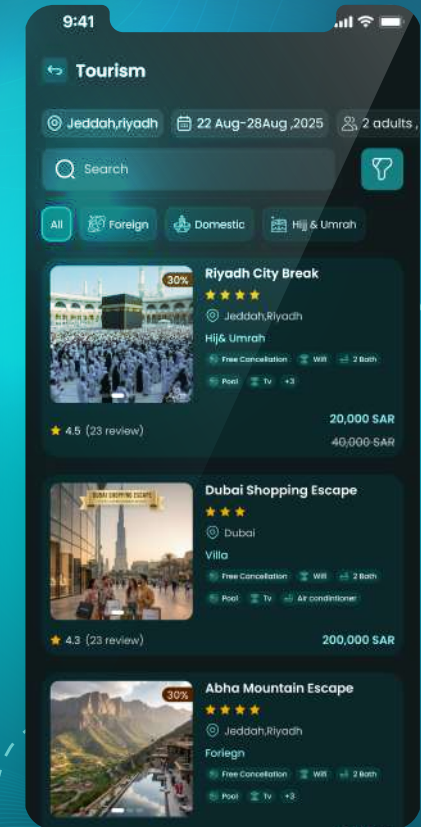 9:41
Tourism
Jeddah,riyadh
22 Aug-28Aug ,2025
2 adults ,
Search
All
Foreign
Domestic
Hijj & Umrah
30%
Riyadh City Break
Jeddah,Riyadh
Hij& Umrah
Free Cancellation
Wifi
2 Bath
Pool
Tv
+3
4.5 (23 review)
20,000 SAR
40,000 SAR
DUBAI SHOPPING ESCAPE
Dubai Shopping Escape
Dubai
Villa
Free Cancellation
Wifi
2 Bath
Pool
Tv
Air condintioner
4.3 (23 review)
200,000 SAR
30%
Abha Mountain Escape
Jeddah,Riyadh
Foriegn
Free Cancellation
Wifi
2 Bath
Pool
Tv
+3